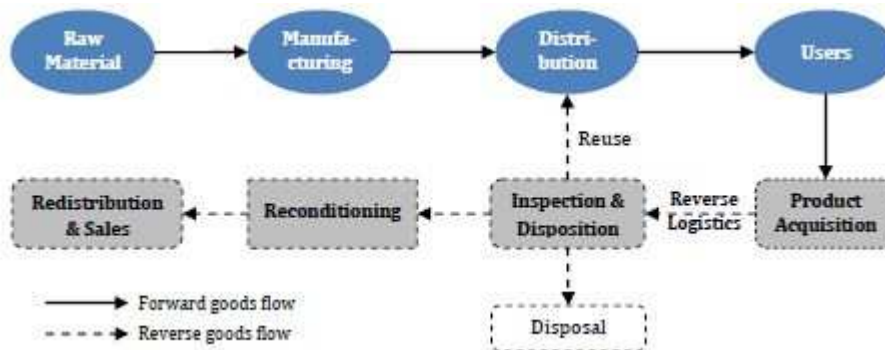 Raw
Material
Manufa-
cturing
Distri-
bution
Users
Reuse
Redistribution
& Sales
Reconditioning
Inspection &
Disposition
Reverse
Logistics
Product
Acquisition
Forward goods flow
Reverse goods flow
Disposal